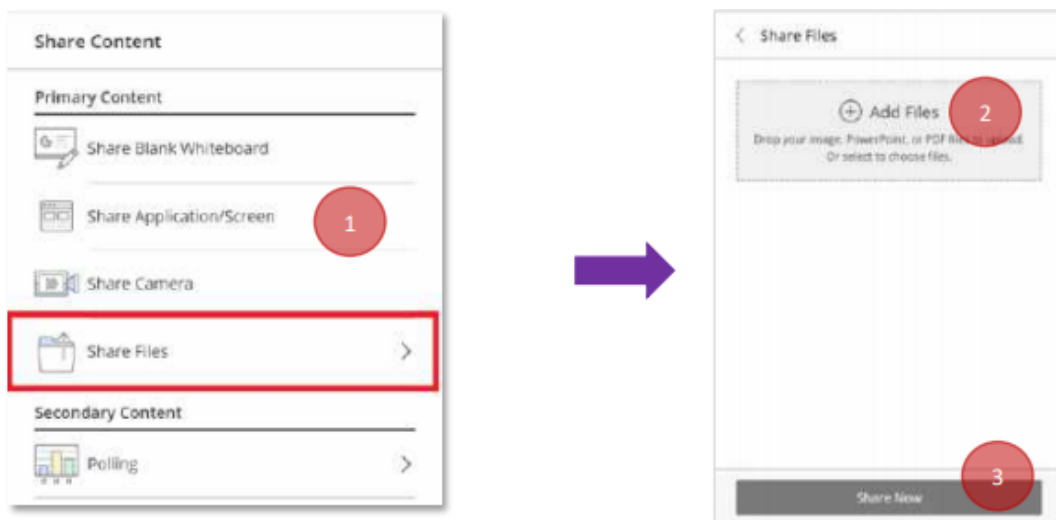 Share Content
Primary Content
Share Blank Whiteboard
Share Application/Screen
1
Share Camera
Share Files
Secondary Content
Polling
Share Files
Add Files
2
Drop your image, PowerPoint, or PDF files to upload.
Or select to choose files.
3
Share Now